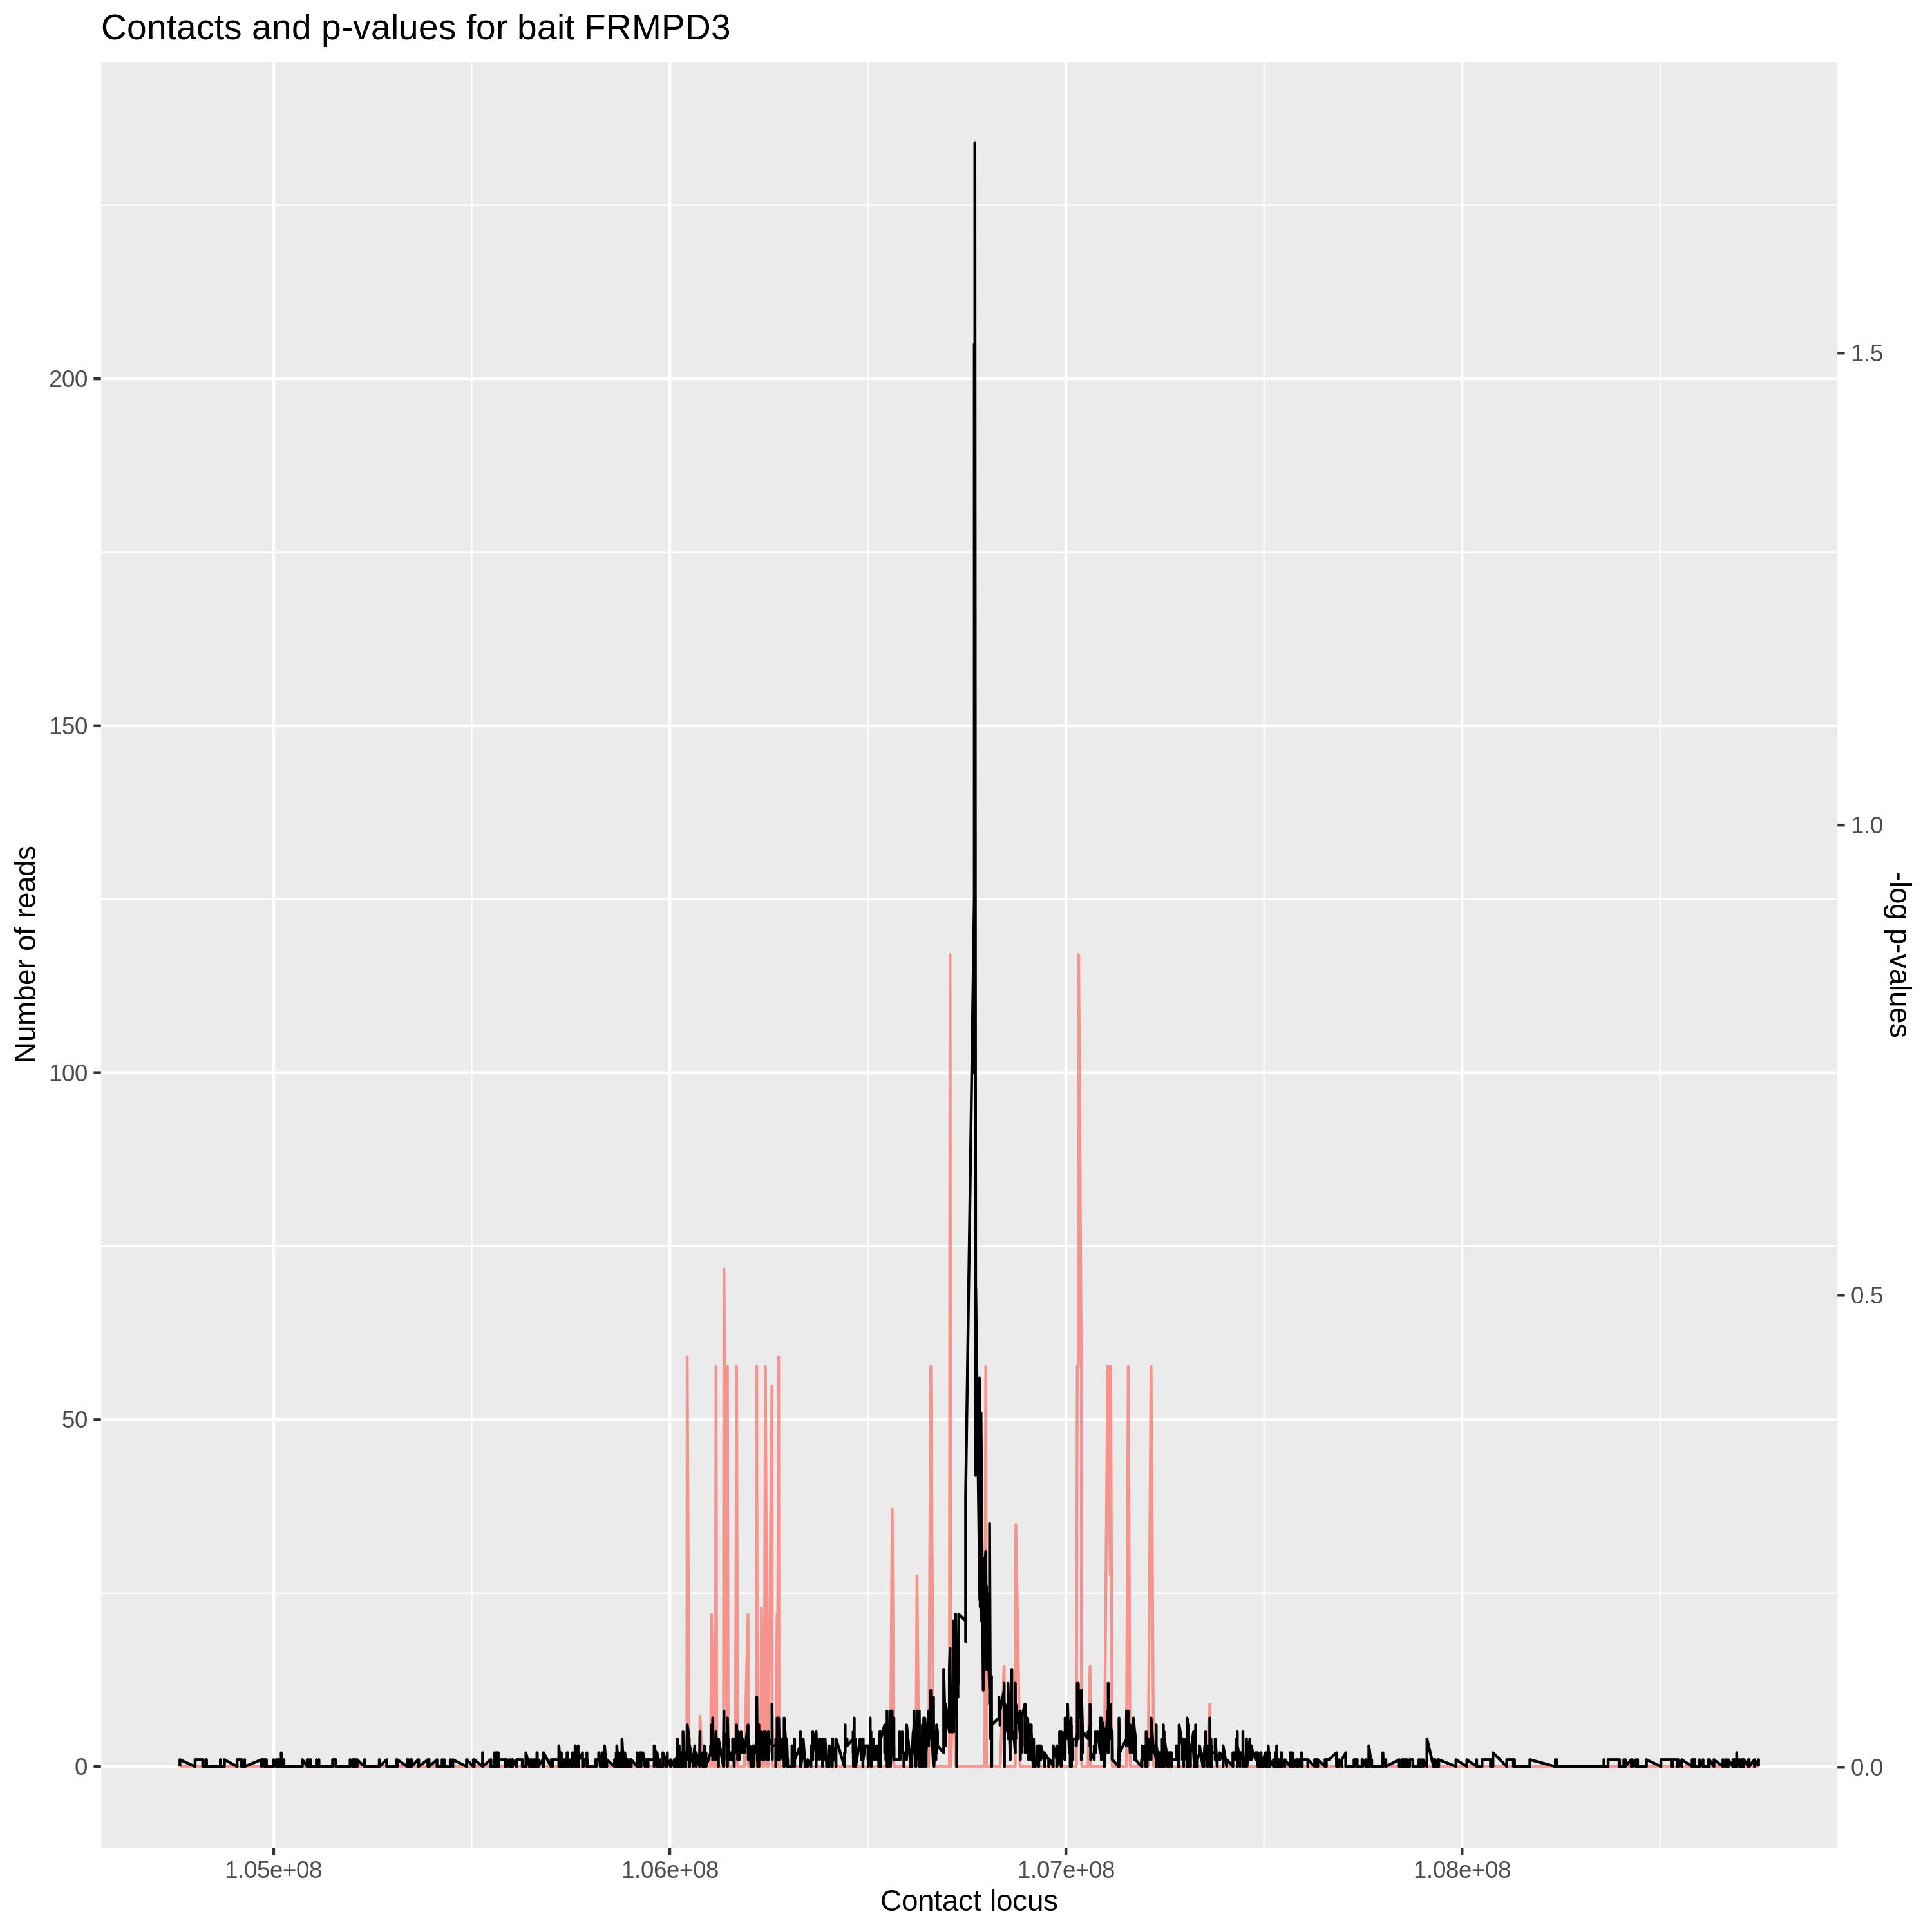 Contacts and p-values for bait FRMPD3
Number of reads
200
150
100
50
0
1.5
1.0
0.5
0.0
-log p-values
1.05e+08
1.06e+08
1.07e+08
1.08e+08
Contact locus